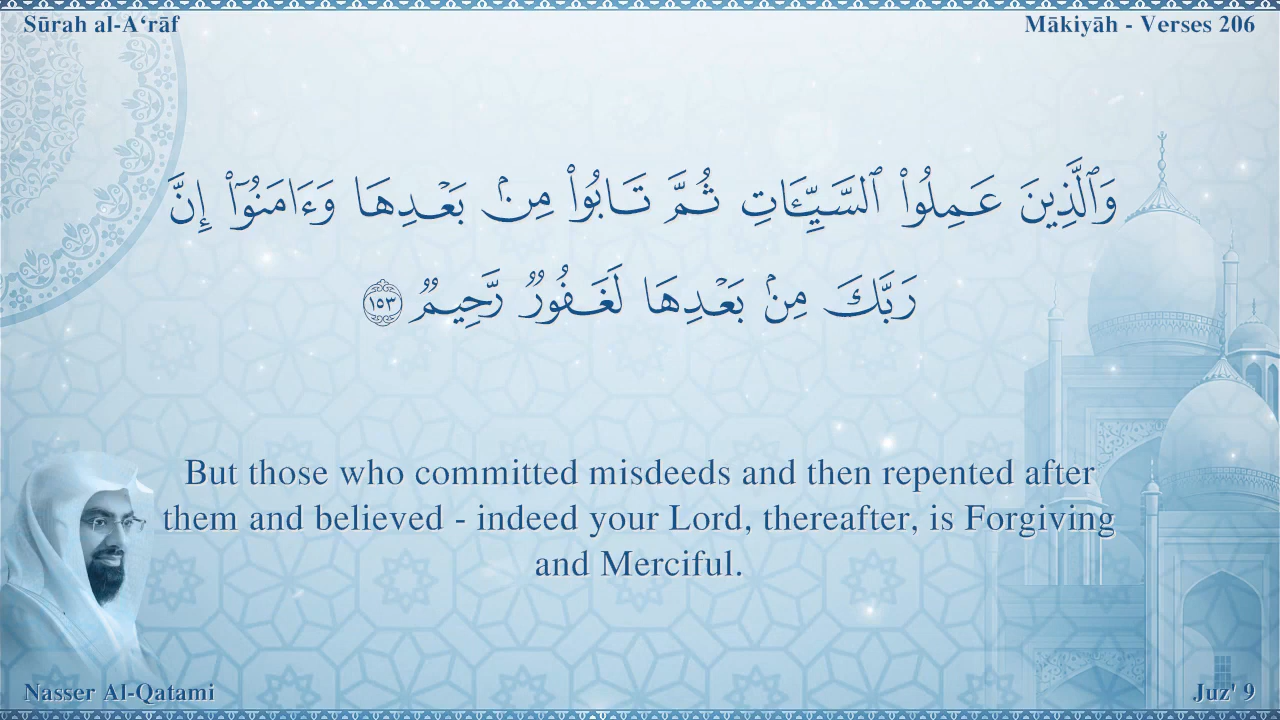 Sūrah al-A‘rāf
Mākiyāh - Verses 206
وَٱلَّذِينَ عَمِلُوا۟ ٱلسَّيِّـَٔاتِ ثُمَّ تَابُوا۟ مِنۢ بَعْدِهَا وَءَامَنُوٓا۟ إِنَّ
رَبَّكَ مِنۢ بَعْدِهَا لَغَفُورٌ رَّحِيمٌ ١٥٣
But those who committed misdeeds and then repented after
them and believed - indeed your Lord, thereafter, is Forgiving
and Merciful.
Nasser Al-Qatami
Juz' 9